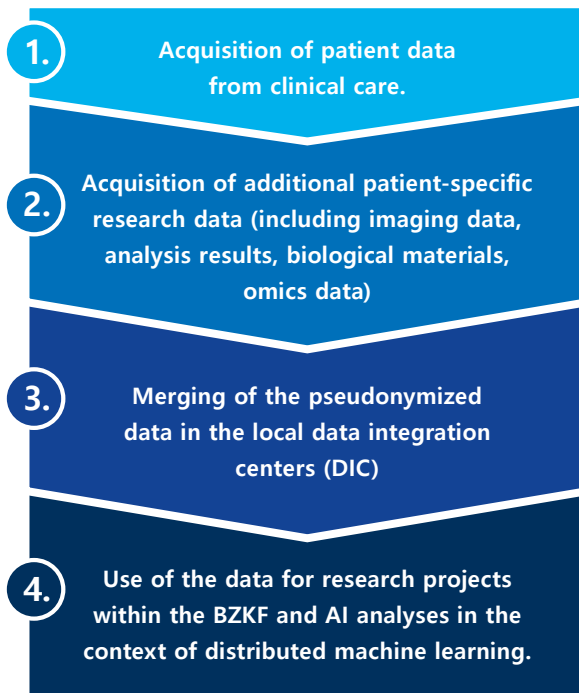 1.
Acquisition of patient data
from clinical care.
2.
Acquisition of additional patient-specific
research data (including imaging data,
analysis results, biological materials,
omics data)
3.
Merging of the pseudonymized
data in the local data integration
centers (DIC)
4.
Use of the data for research projects
within the BZKF and AI analyses in the
context of distributed machine learning.